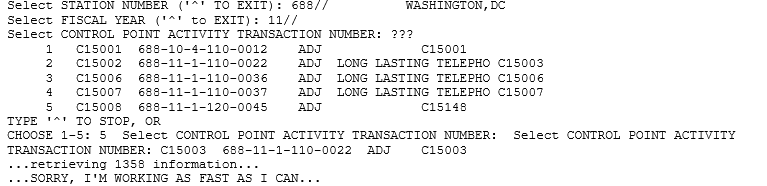 Select STATION NUMBER ('^' TO EXIT): 688// WASHINGTON,DC
Select FISCAL YEAR ('^' to EXIT): 11//
Select CONTROL POINT ACTIVITY TRANSACTION NUMBER: ???
1 C15001 688-10-4-110-0012 ADJ C15001
2 C15002 688-11-1-110-0022 ADJ LONG LASTING TELEPHO C15003
3 C15006 688-11-1-110-0036 ADJ LONG LASTING TELEPHO C15006
4 C15007 688-11-1-110-0037 ADJ LONG LASTING TELEPHO C15007
5 C15008 688-11-1-120-0045 ADJ C15148
TYPE '^' TO STOP, OR
CHOOSE 1-5: 5 Select CONTROL POINT ACTIVITY TRANSACTION NUMBER: Select CONTROL POINT ACTIVITY
TRANSACTION NUMBER: C15003 688-11-1-110-0022 ADJ C15003
...retrieving 1358 information...
...SORRY, I'M WORKING AS FAST AS I CAN...